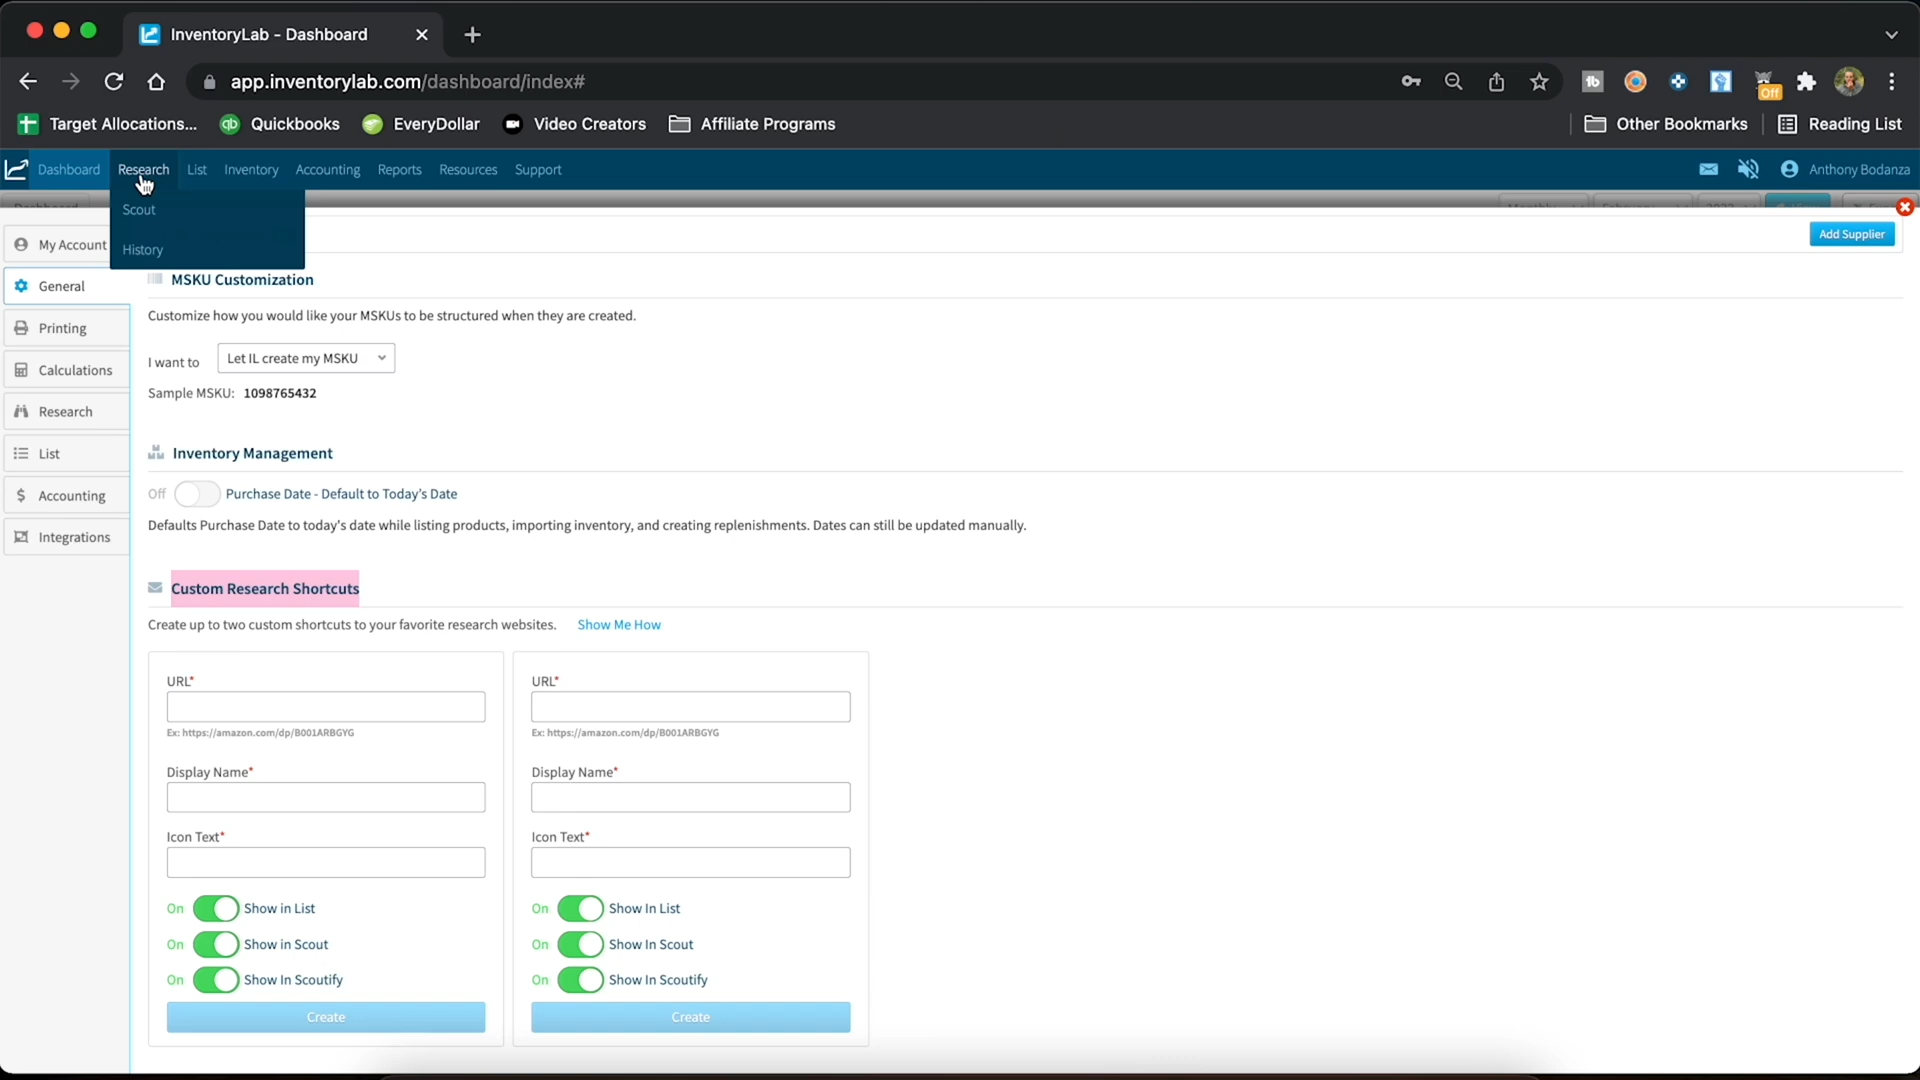 InventoryLab - Dashboard
app.inventorylab.com/dashboard/index#
Off
Target Allocations...
Quickbooks
EveryDollar
Video Creators
Affiliate Programs
Other Bookmarks
Reading List
Dashboard
Research
List
Inventory
Accounting
Reports
Resources
Support
Anthony Bodanza
Scout
History
Add Supplier
My Account
General
Printing
Calculations
Research
List
Accounting
Integrations
MSKU Customization
Customize how you would like your MSKUs to be structured when they are created.
I want to Let IL create my MSKU
Sample MSKU: 1098765432
Inventory Management
Off Purchase Date - Default to Today's Date
Defaults Purchase Date to today's date while listing products, importing inventory, and creating replenishments. Dates can still be updated manually.
Custom Research Shortcuts
Create up to two custom shortcuts to your favorite research websites. Show Me How
URL*
Ex: https://amazon.com/dp/B001ARBGYG
Display Name*
Icon Text*
On Show in List
On Show in Scout
On Show In Scoutify
Create
URL*
Ex: https://amazon.com/dp/B001ARBGYG
Display Name*
Icon Text*
On Show In List
On Show In Scout
On Show In Scoutify
Create